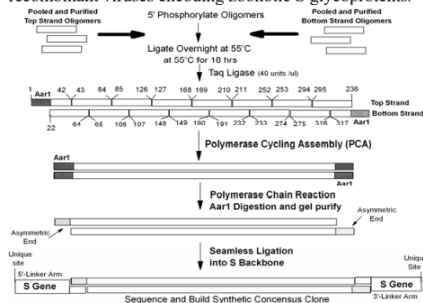 recombinant viruses encoding zoonotic S glycoproteins.
Pooled and Purified
Top Strand Oligomers
5' Phosphorylate Oligomers
Pooled and Purified
Bottom Strand Oligomers
Ligate Overnight at 55°C
at 55°C for 18 hrs
Taq Ligase (40 units /ul)
1 42 43 84 85 126 127 168 169 210 211 252 253 294 295 236
Aar1
Top Strand
Bottom Strand
22 64 65 106 107 148 149 190 191 232 233 274 275 316 317 Aar1
Polymerase Cycling Assembly (PCA)
Aar1
Aar1
Polymerase Chain Reaction
Aar1 Digestion and gel purify
Asymmetric
End
Asymmetric
End
Seamless Ligation
into S Backbone
Unique
site
5'-Linker Arm
S Gene
Unique
Site
S Gene
3'-Linker Arm
Sequence and Build Synthetic Concensus Clone